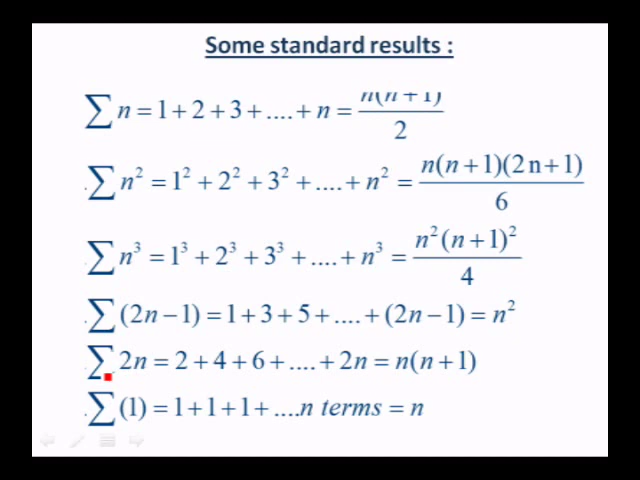 Some standard results :
∑ n = 1 + 2 + 3 + .... + n = n(n + 1) / 2
∑ n² = 1² + 2² + 3² + .... + n² = n(n + 1)(2n + 1) / 6
∑ n³ = 1³ + 2³ + 3³ + .... + n³ = n²(n + 1)² / 4
∑ (2n − 1) = 1 + 3 + 5 + .... + (2n − 1) = n²
∑ 2n = 2 + 4 + 6 + .... + 2n = n(n + 1)
∑ (1) = 1 + 1 + 1 + ....n terms = n